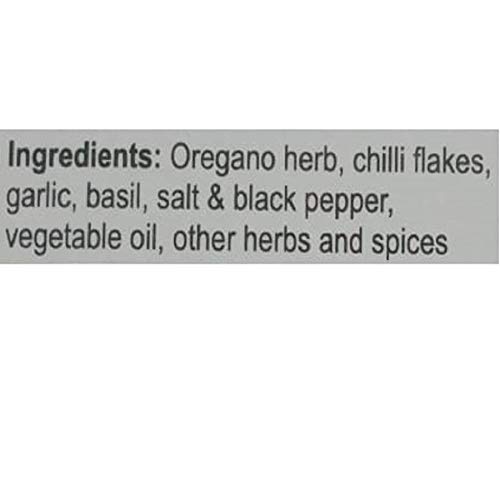 Ingredients: Oregano herb, chilli flakes,
garlic, basil, salt & black pepper,
vegetable oil, other herbs and spices